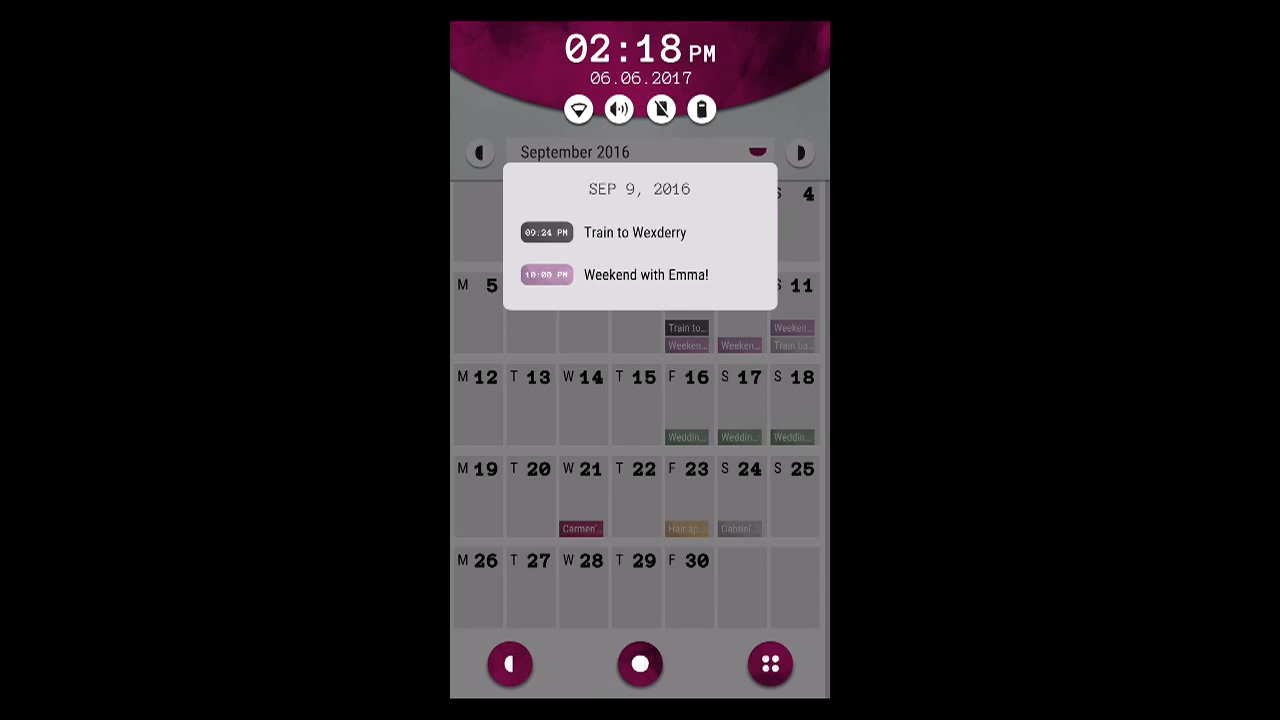 02:18 PM
06.06.2017
September 2016
SEP 9, 2016
09:24 PM Train to Wexderry
10:00 PM Weekend with Emma!
S 4
M 5
S 11
Train to... Weeken...
Weeken... Weeken... Train ba...
M 12 T 13 W 14 T 15 F 16 S 17 S 18
Weddin... Weddin... Weddin...
M 19 T 20 W 21 T 22 F 23 S 24 S 25
Carmen'... Hair ap... Gabriel'...
M 26 T 27 W 28 T 29 F 30